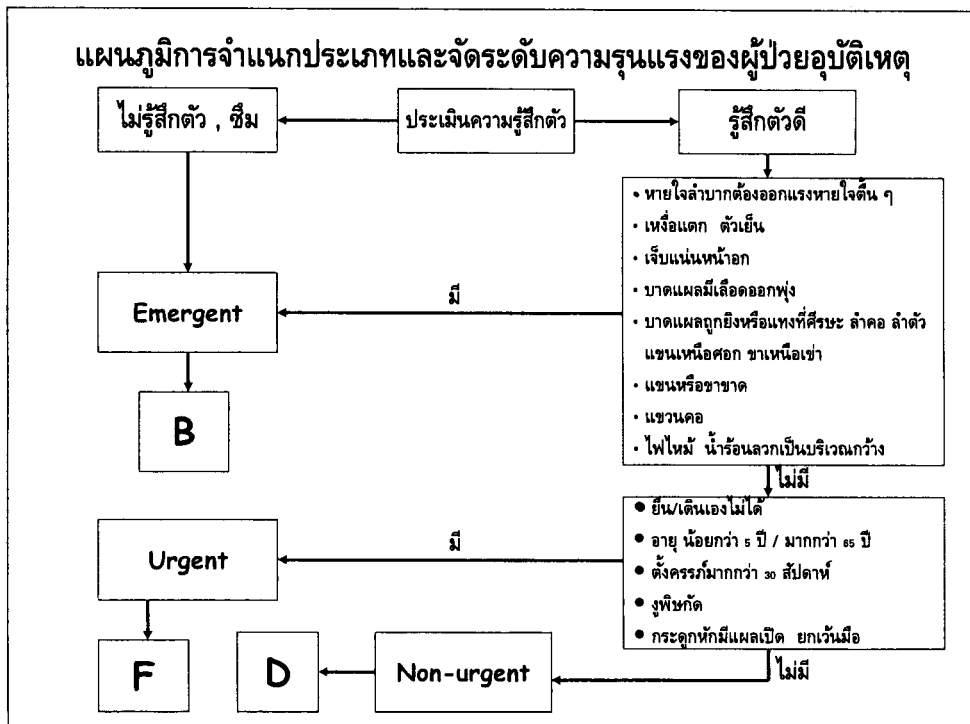 แผนภูมิการจำแนกประเภทและจัดระดับความรุนแรงของผู้ป่วยอุบัติเหตุ
ไม่รู้สึกตัว , ซึม
ประเมินความรู้สึกตัว
รู้สึกตัวดี
• หายใจลำบากต้องออกแรงหายใจตื้น ๆ
• เหงื่อแตก ตัวเย็น
• เจ็บแน่นหน้าอก
• บาดแผลมีเลือดออกพุ่ง
• บาดแผลถูกยิงหรือแทงที่ศีรษะ ลำคอ ลำตัว
แขนเหนือศอก ขาเหนือเข่า
• แขนหรือขาขาด
• แขวนคอ
• ไฟไหม้ น้ำร้อนลวกเป็นบริเวณกว้าง
มี
Emergent
B
ไม่มี
● ยืน/เดินเองไม่ได้
● อายุ น้อยกว่า 5 ปี / มากกว่า 65 ปี
● ตั้งครรภ์มากกว่า 30 สัปดาห์
● งูพิษกัด
● กระดูกหักมีแผลเปิด ยกเว้นมือ
มี
Urgent
F
ไม่มี
Non-urgent
D